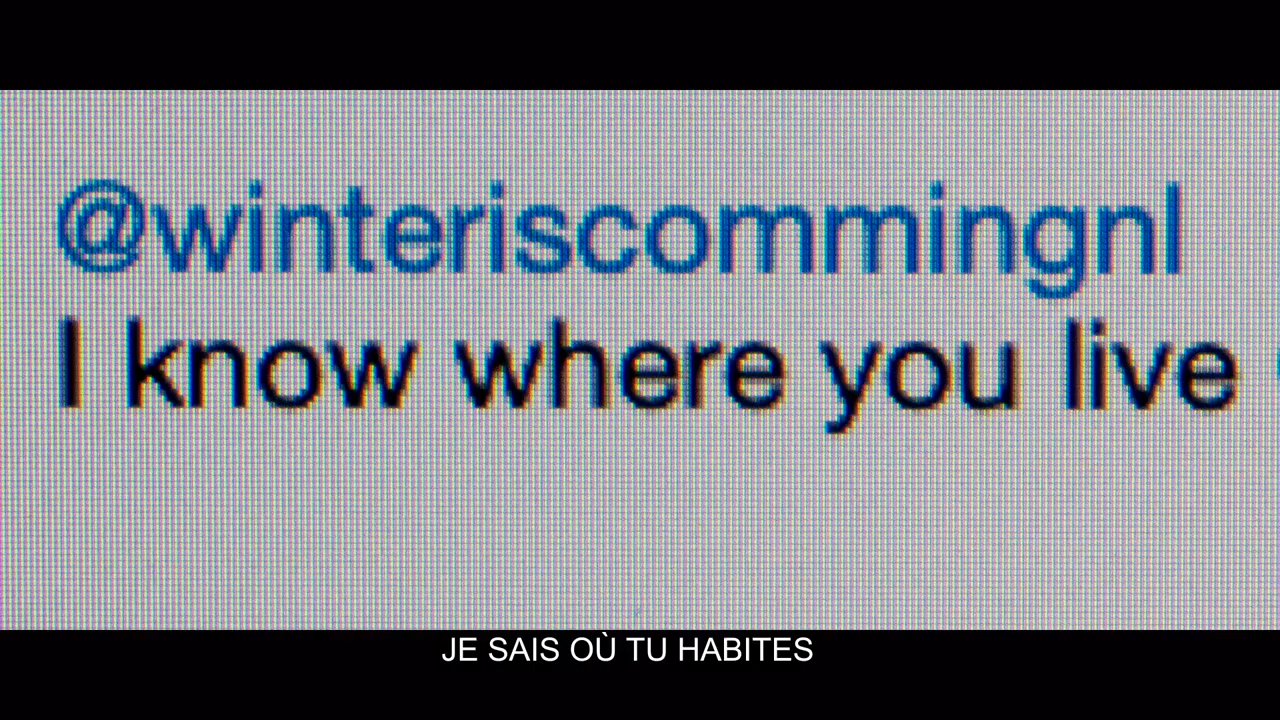 @winteriscommingnl
I know where you live
JE SAIS OÙ TU HABITES